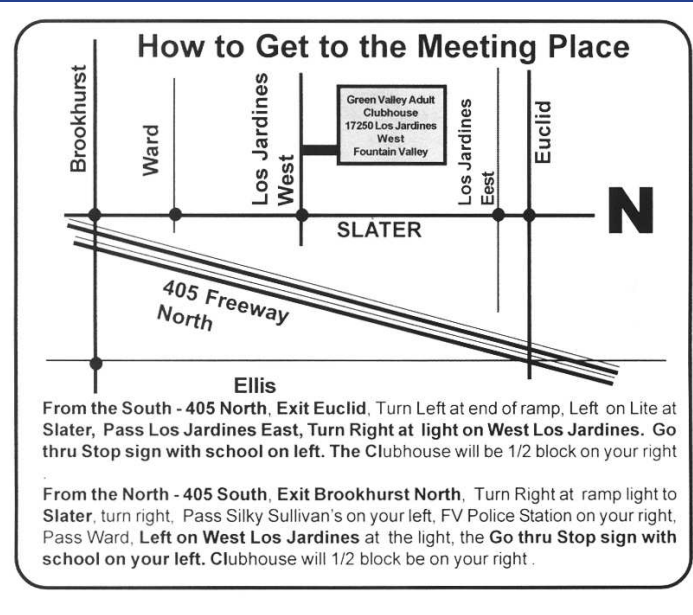 How to Get to the Meeting Place
Brookhurst
Ward
Los Jardines
West
Green Valley Adult
Clubhouse
17250 Los Jardines
West
Fountain Valley
Los Jardines
Eest
Euclid
N
SLATER
405 Freeway
North
Ellis
From the South - 405 North, Exit Euclid, Turn Left at end of ramp, Left on Lite at
Slater, Pass Los Jardines East, Turn Right at light on West Los Jardines. Go
thru Stop sign with school on left. The Clubhouse will be 1/2 block on your right
.
From the North - 405 South, Exit Brookhurst North, Turn Right at ramp light to
Slater, turn right, Pass Silky Sullivan's on your left, FV Police Station on your right,
Pass Ward, Left on West Los Jardines at the light, the Go thru Stop sign with
school on your left. Clubhouse will 1/2 block be on your right .